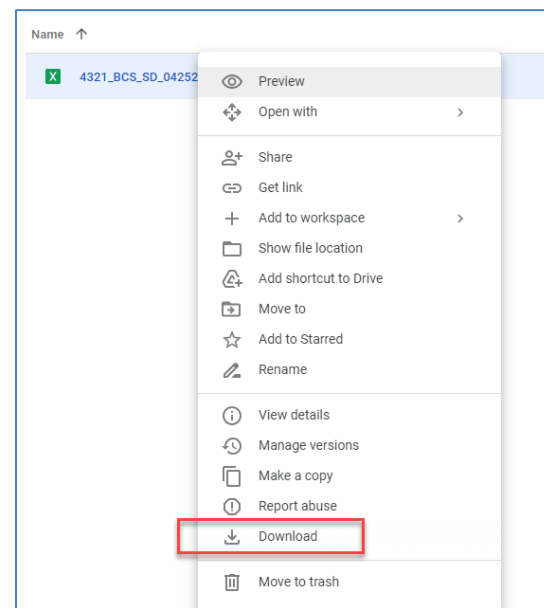 Name
4321_BCS_SD_04252
Preview
Open with
Share
Get link
Add to workspace
Show file location
Add shortcut to Drive
Move to
Add to Starred
Rename
View details
Manage versions
Make a copy
Report abuse
Download
Move to trash